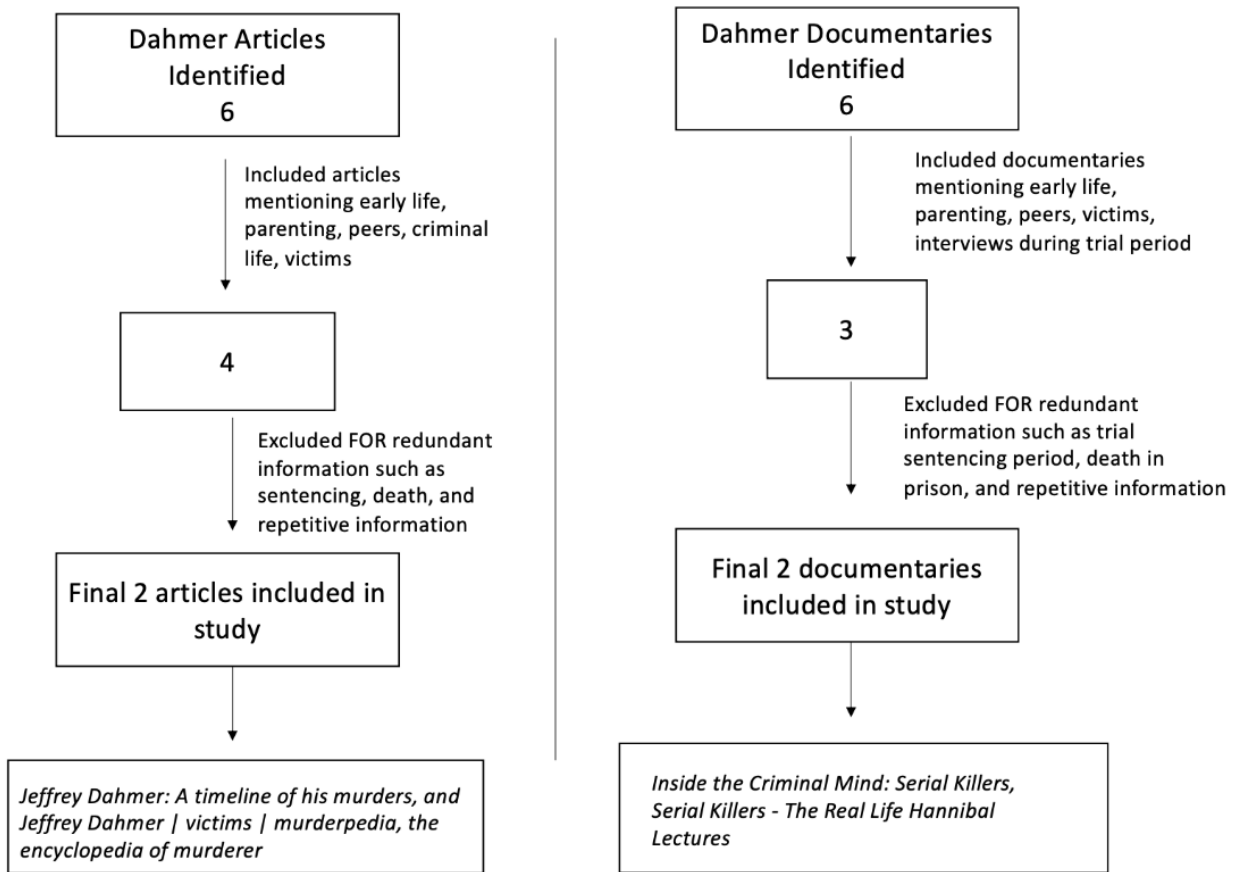 Dahmer Articles
Identified
6
Included articles
mentioning early life,
parenting, peers, criminal
life, victims
4
Excluded FOR redundant
information such as
sentencing, death, and
repetitive information
Final 2 articles included in
study
Jeffrey Dahmer: A timeline of his murders, and
Jeffrey Dahmer | victims | murderpedia, the
encyclopedia of murderer
Dahmer Documentaries
Identified
6
Included documentaries
mentioning early life,
parenting, peers, victims,
interviews during trial period
3
Excluded FOR redundant
information such as trial
sentencing period, death in
prison, and repetitive information
Final 2 documentaries
included in study
Inside the Criminal Mind: Serial Killers,
Serial Killers - The Real Life Hannibal
Lectures